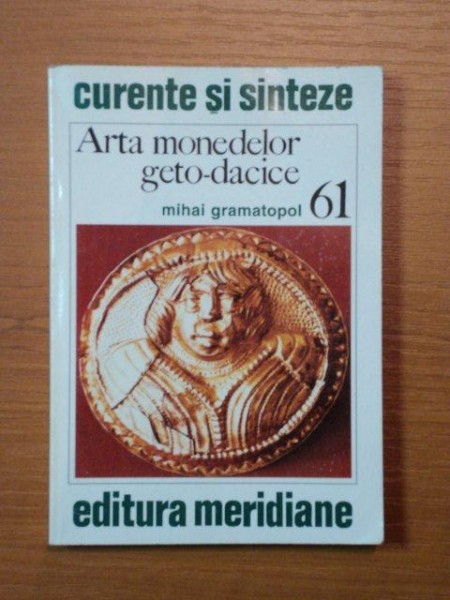 curente și sinteze
Arta monedelor
geto-dacice
mihai gramatopol 61
editura meridiane